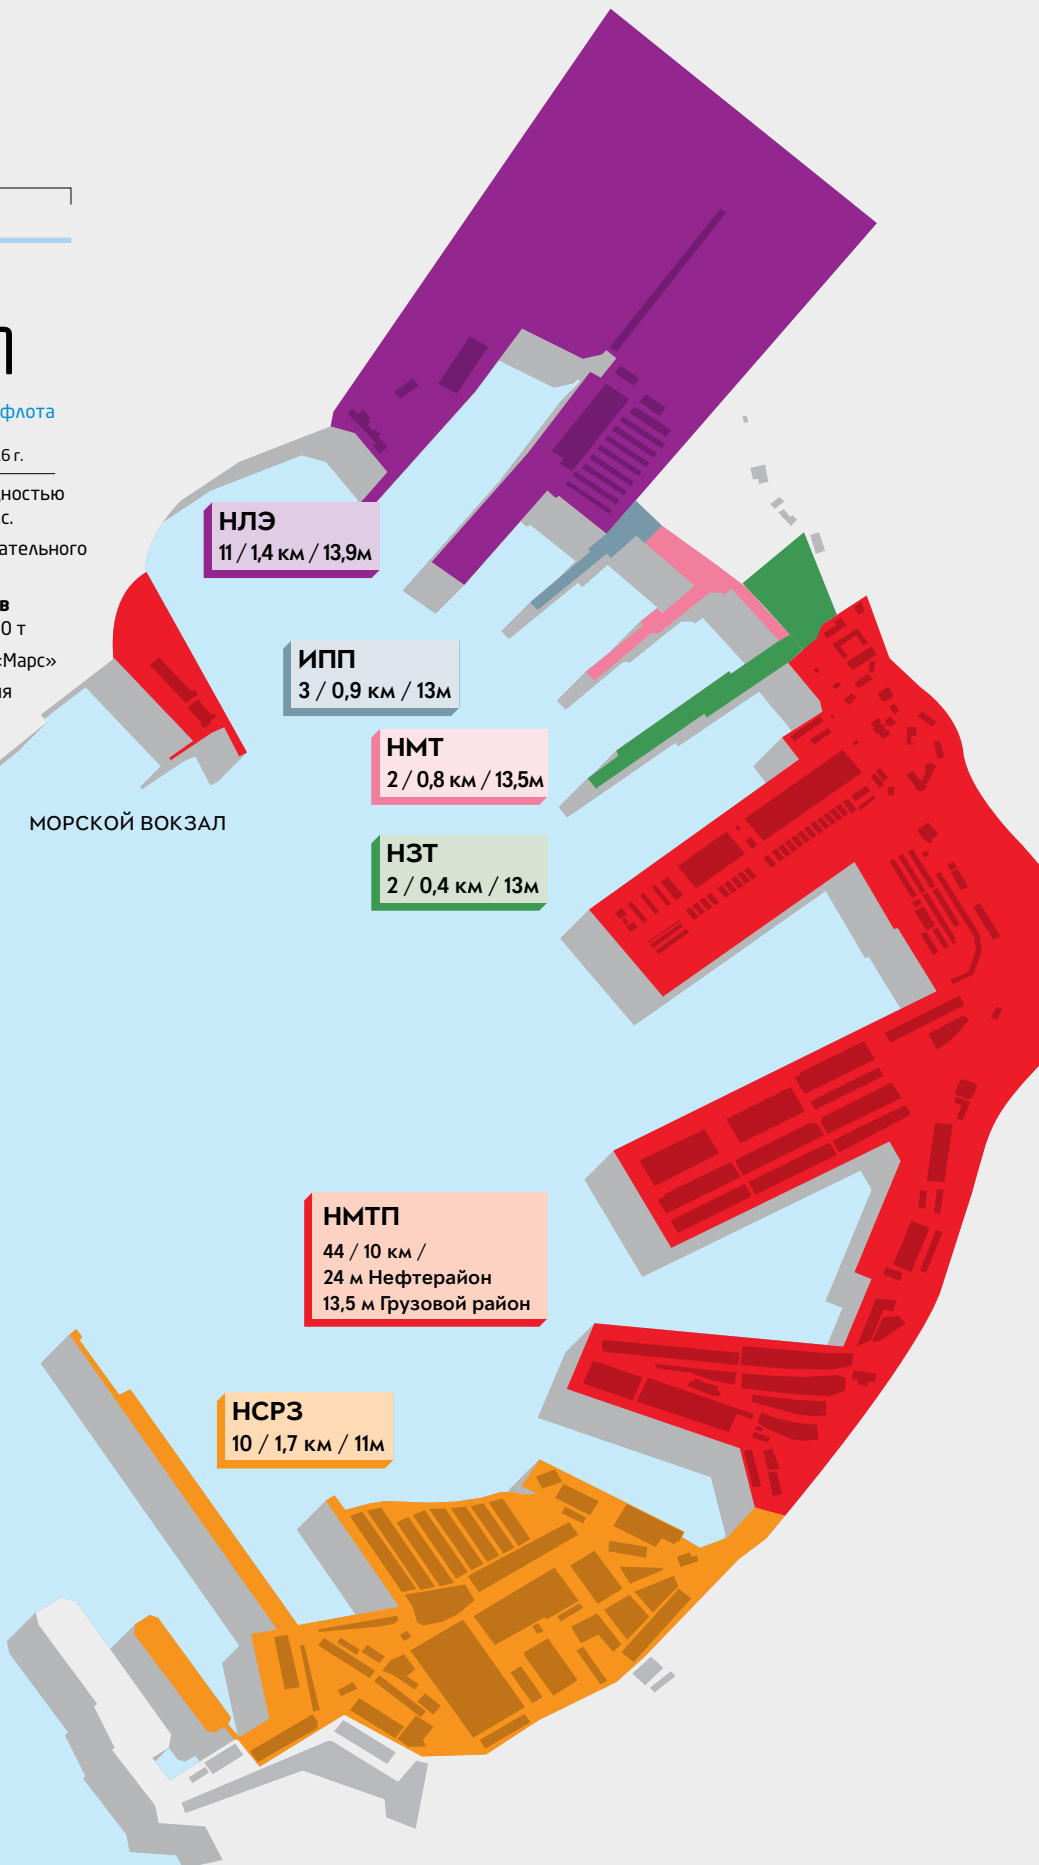 П
флота
6 г.
ностью
с.
ательного
в
0 т
«Марс»
ия
НЛЭ
11 / 1,4 км / 13,9м
ИПП
3 / 0,9 км / 13м
НМТ
2 / 0,8 км / 13,5м
НЗТ
2 / 0,4 км / 13м
МОРСКОЙ ВОКЗАЛ
НМТП
44 / 10 км /
24 м Нефтерайон
13,5 м Грузовой район
НСРЗ
10 / 1,7 км / 11м